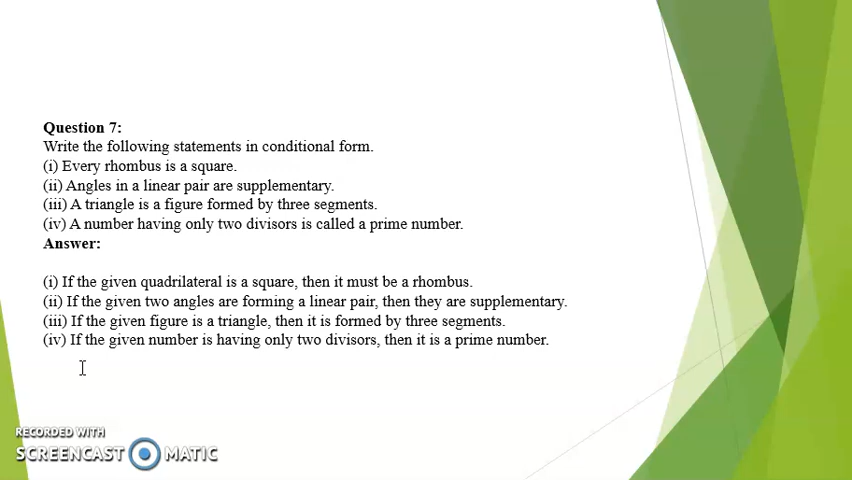 Question 7:
Write the following statements in conditional form.
(i) Every rhombus is a square.
(ii) Angles in a linear pair are supplementary.
(iii) A triangle is a figure formed by three segments.
(iv) A number having only two divisors is called a prime number.
Answer:
(i) If the given quadrilateral is a square, then it must be a rhombus.
(ii) If the given two angles are forming a linear pair, then they are supplementary.
(iii) If the given figure is a triangle, then it is formed by three segments.
(iv) If the given number is having only two divisors, then it is a prime number.
RECORDED WITH
SCREENCAST MATIC